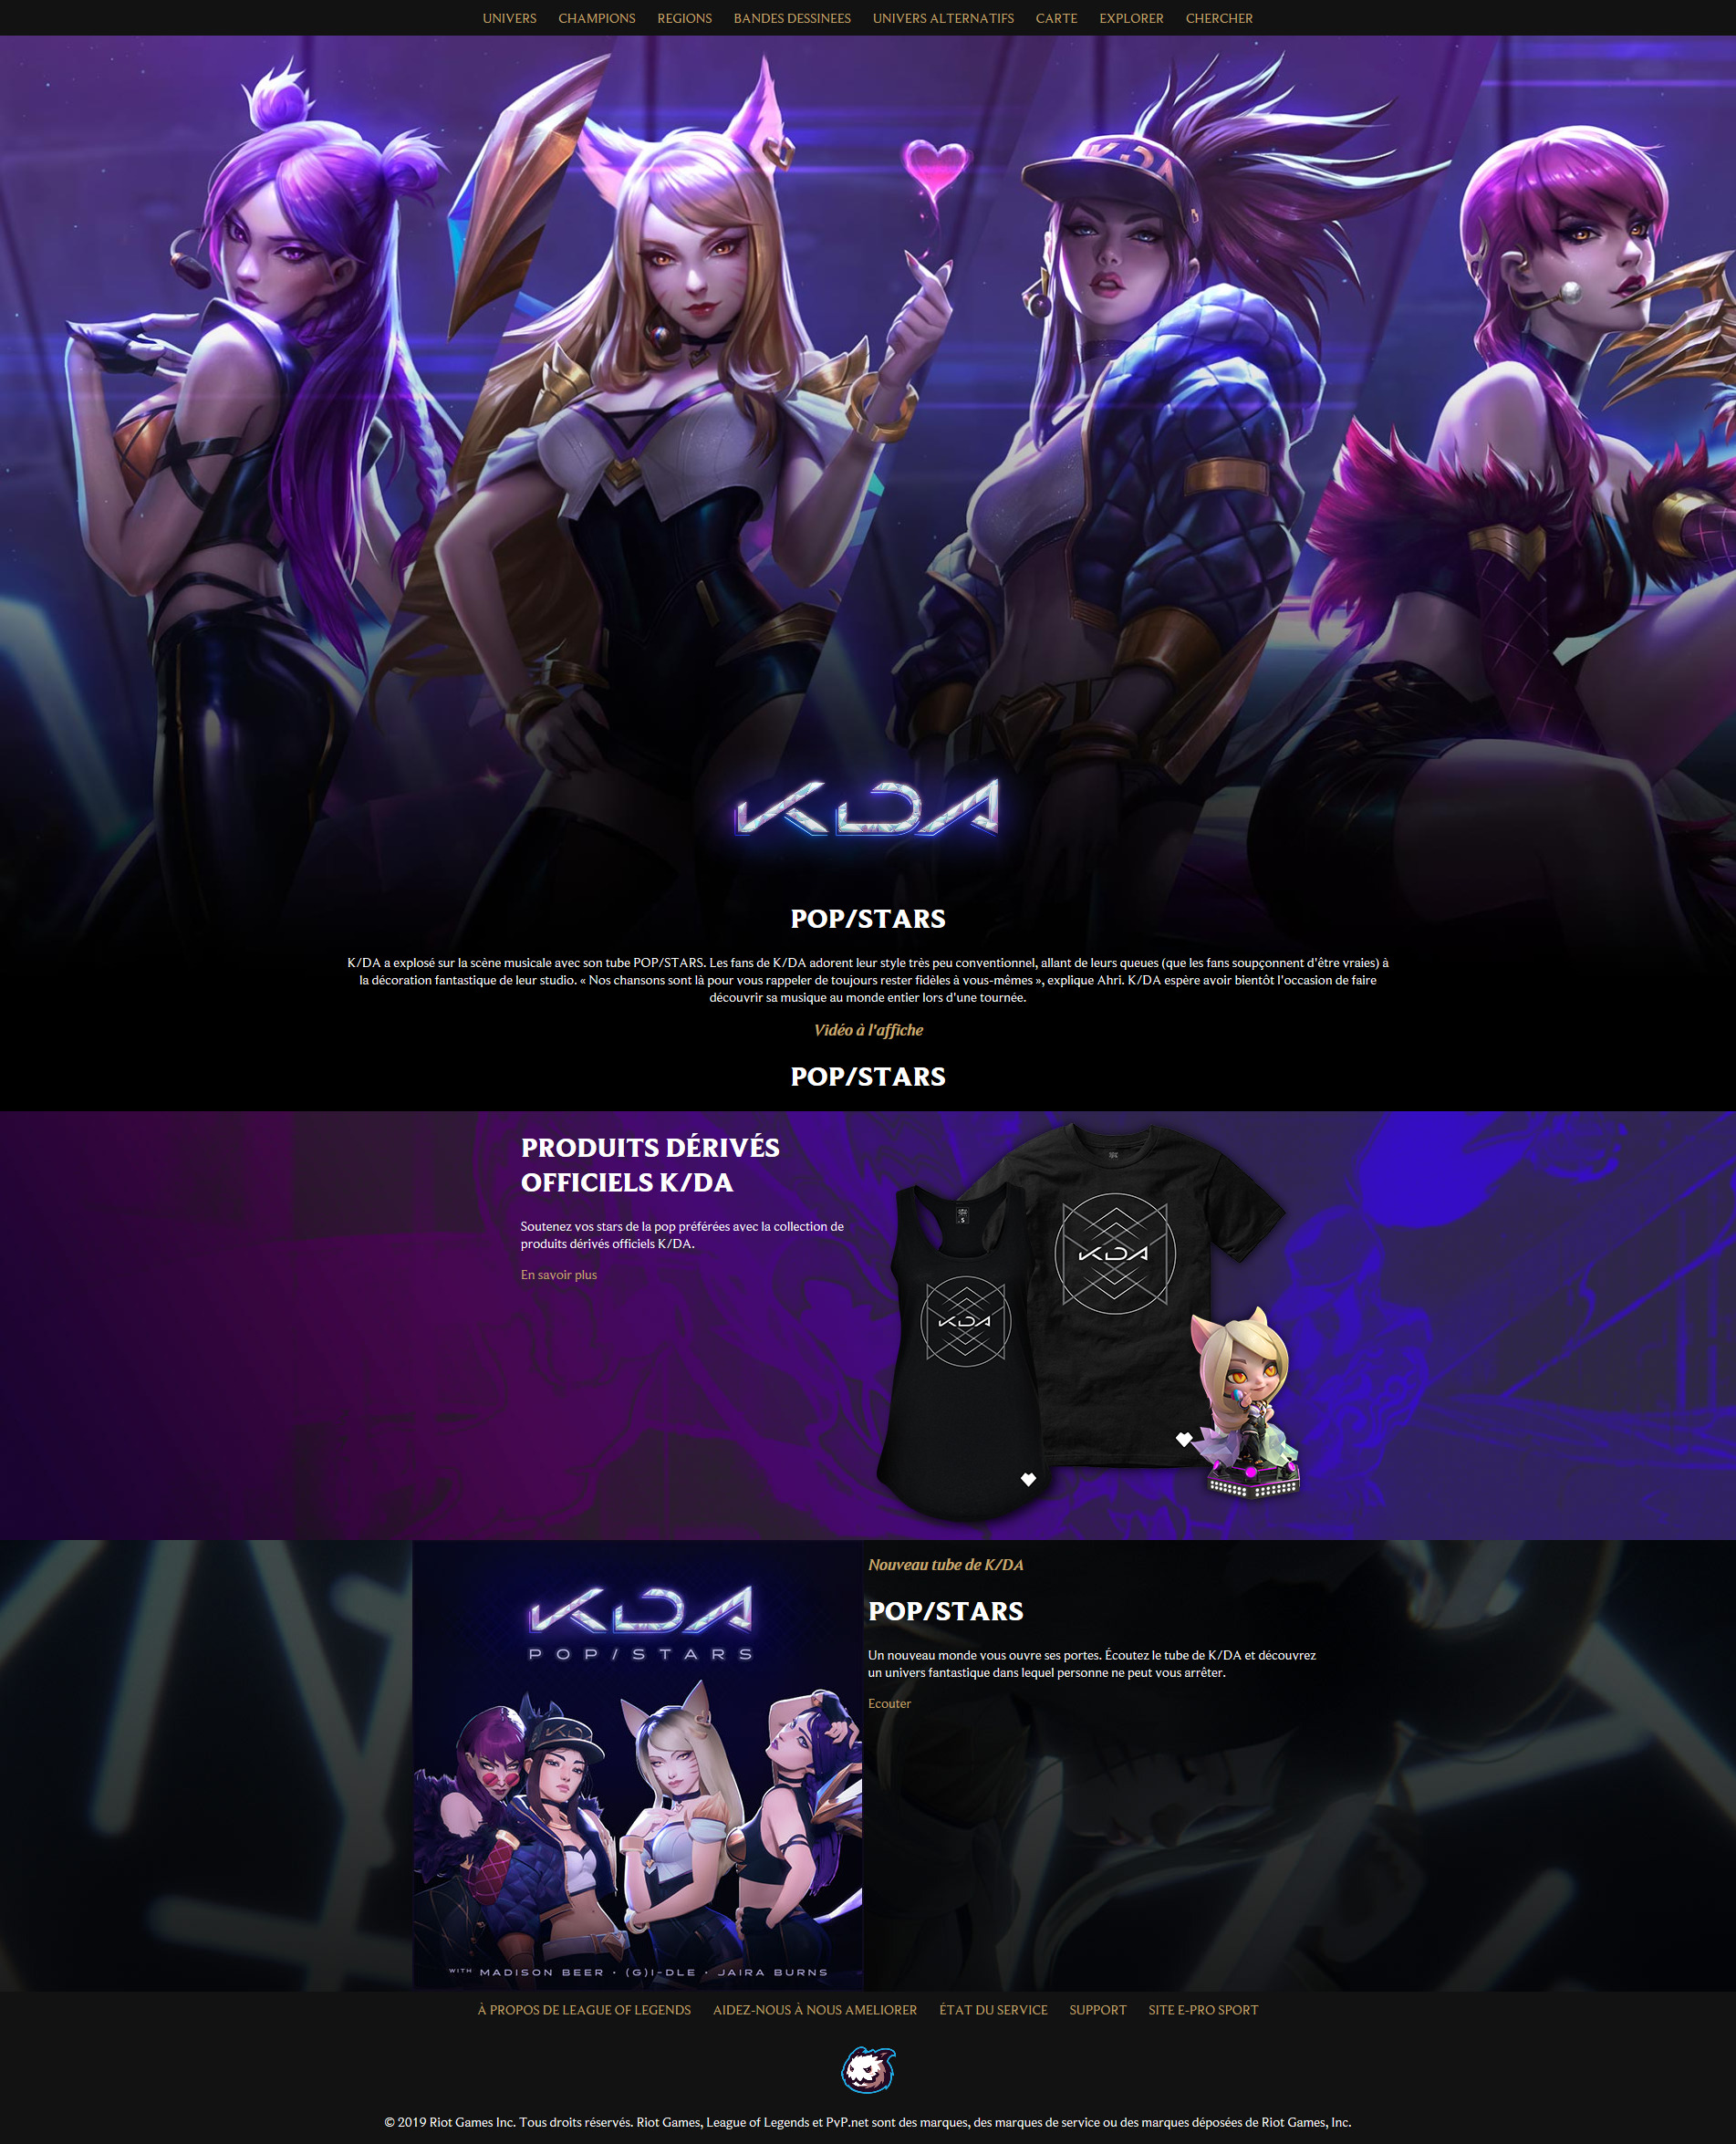 UNIVERS CHAMPIONS REGIONS BANDES DESSINEES UNIVERS ALTERNATIFS CARTE EXPLORER CHERCHER
KDA
KDA
POP/STARS
K/DA a explosé sur la scène musicale avec son tube POP/STARS. Les fans de K/DA adorent leur style très peu conventionnel, allant de leurs queues (que les fans soupçonnent d'être vraies) à
la décoration fantastique de leur studio. « Nos chansons sont là pour vous rappeler de toujours rester fidèles à vous-mêmes », explique Ahri. K/DA espère avoir bientôt l'occasion de faire
découvrir sa musique au monde entier lors d'une tournée.
Vidéo à l'affiche
POP/STARS
PRODUITS DÉRIVÉS
OFFICIELS K/DA
Soutenez vos stars de la pop préférées avec la collection de
produits dérivés officiels K/DA.
En savoir plus
S
KDA
KDA
KDA
POP/STARS
WITH MADISON BEER · (G)I-DLE · JAIRA BURNS
Nouveau tube de K/DA
POP/STARS
Un nouveau monde vous ouvre ses portes. Écoutez le tube de K/DA et découvrez
un univers fantastique dans lequel personne ne peut vous arrêter.
Ecouter
À PROPOS DE LEAGUE OF LEGENDS AIDEZ-NOUS À NOUS AMELIORER ÉTAT DU SERVICE SUPPORT SITE E-PRO SPORT
© 2019 Riot Games Inc. Tous droits réservés. Riot Games, League of Legends et PvP.net sont des marques, des marques de service ou des marques déposées de Riot Games, Inc.